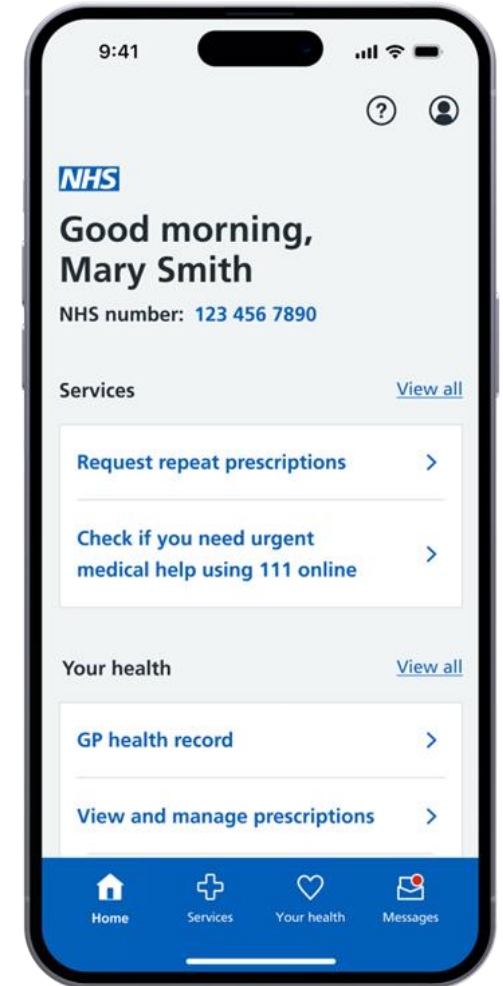 9:41
?
NHS
Good morning,
Mary Smith
NHS number: 123 456 7890
Services View all
Request repeat prescriptions
Check if you need urgent
medical help using 111 online
Your health View all
GP health record
View and manage prescriptions
Home Services Your health Messages